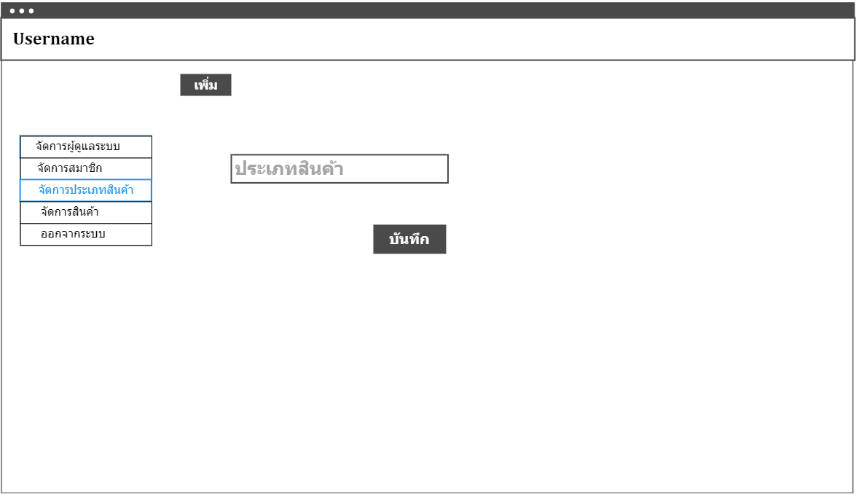 Username
เพิ่ม
จัดการผู้ดูแลระบบ
จัดการสมาชิก
จัดการประเภทสินค้า
จัดการสินค้า
ออกจากระบบ
ประเภทสินค้า
บันทึก